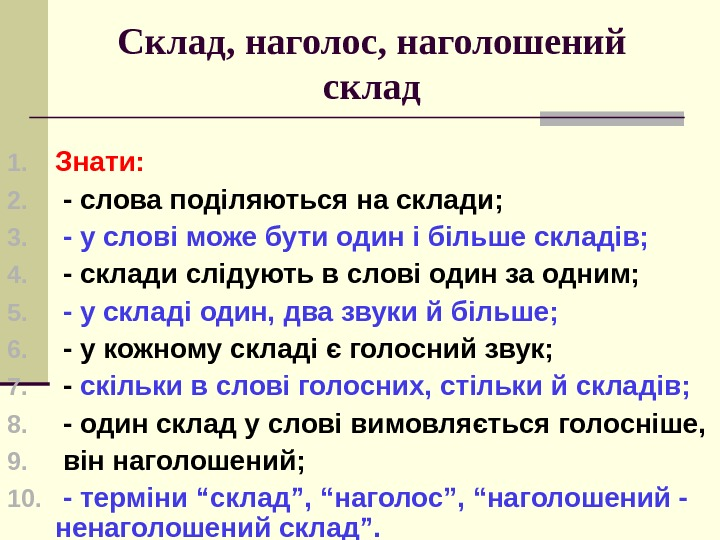 Склад, наголос, наголошений
склад
1. Знати:
2. - слова поділяються на склади;
3. - у слові може бути один і більше складів;
4. - склади слідують в слові один за одним;
5. - у складі один, два звуки й більше;
6. - у кожному складі є голосний звук;
7. - скільки в слові голосних, стільки й складів;
8. - один склад у слові вимовляється голосніше,
9. він наголошений;
10. - терміни “склад”, “наголос”, “наголошений -
ненаголошений склад”.